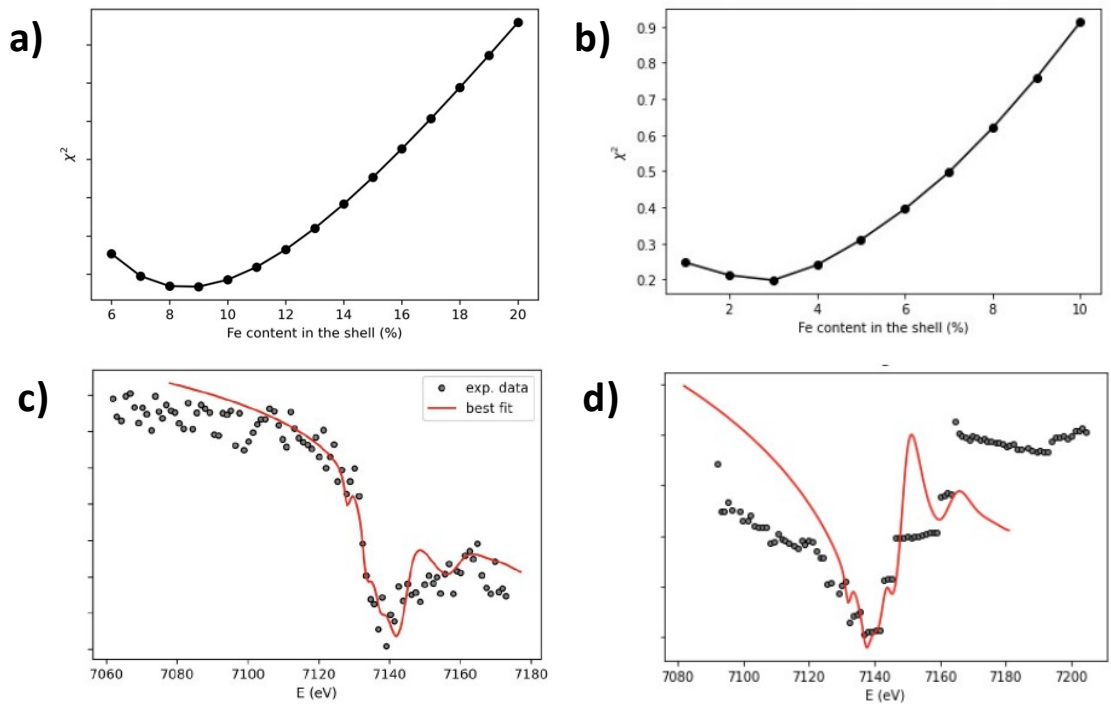 a)
χ²
6 8 10 12 14 16 18 20
Fe content in the shell (%)
b)
0.9
0.8
0.7
0.6
0.5
0.4
0.3
0.2
χ²
2 4 6 8 10
Fe content in the shell (%)
c)
exp. data
best fit
7060 7080 7100 7120 7140 7160 7180
E (eV)
d)
7080 7100 7120 7140 7160 7180 7200
E (eV)